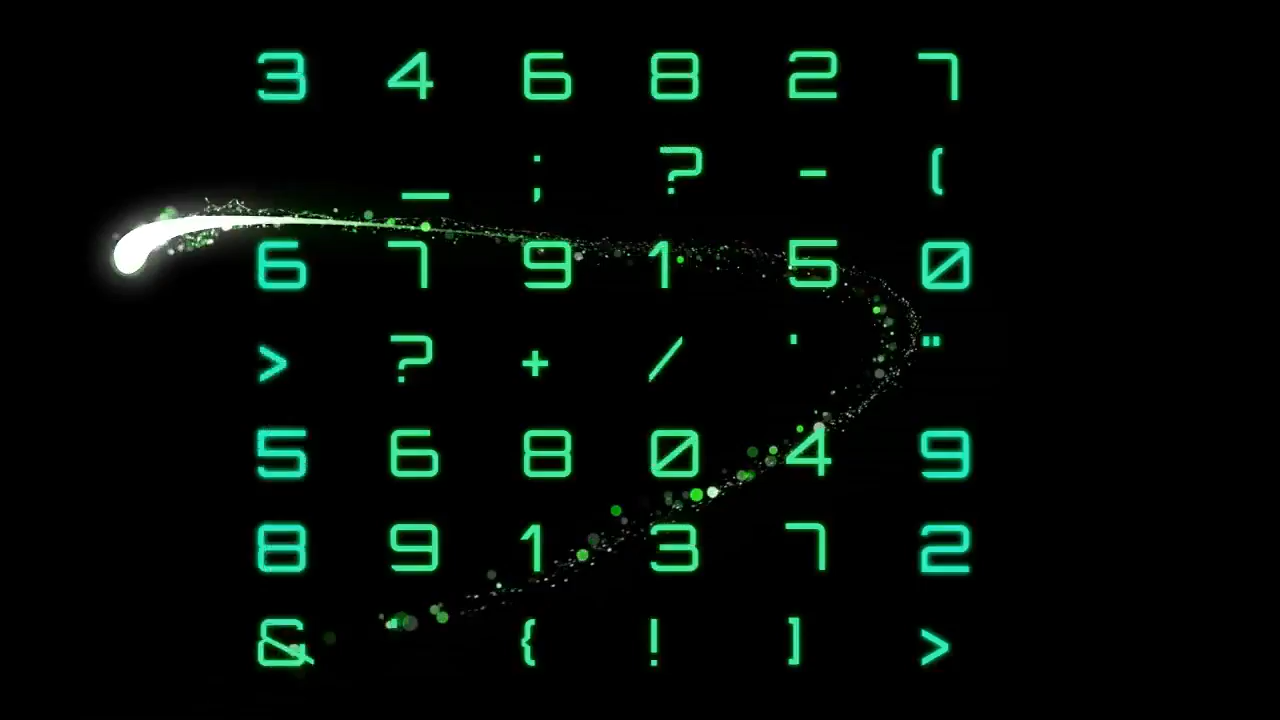 3 4 6 8 2 7
_ ; ? - (
6 7 9 1 5 0
> ? + / ' "
5 6 8 0 4 9
8 9 1 3 7 2
& { ! ] >